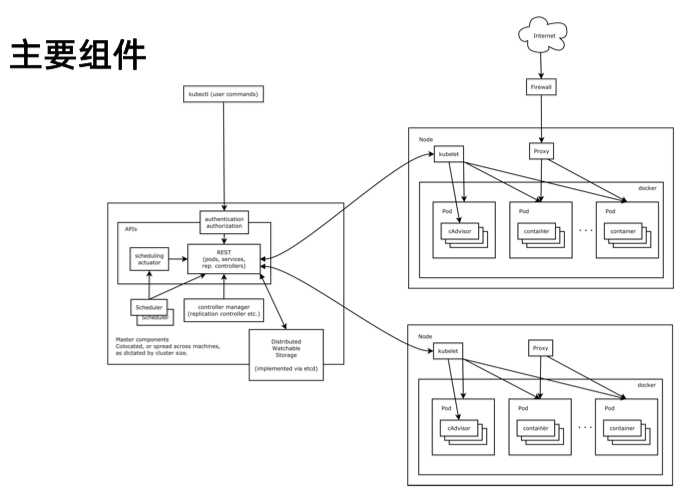 主要组件
Internet
kubectl (user commands)
Firewall
Node
kubelet
Proxy
docker
Pod
Pod
Pod
cAdvisor
container
. . .
container
authentication
authorization
APIs
REST
(pods, services,
rep. controllers)
scheduling
actuator
Scheduler
Scheduler
controller manager
(replication controller etc.)
Master components
Colocated, or spread across machines,
as dictated by cluster size.
Distributed
Watchable
Storage
(implemented via etcd)
Node
kubelet
Proxy
docker
Pod
Pod
Pod
cAdvisor
container
. . .
container